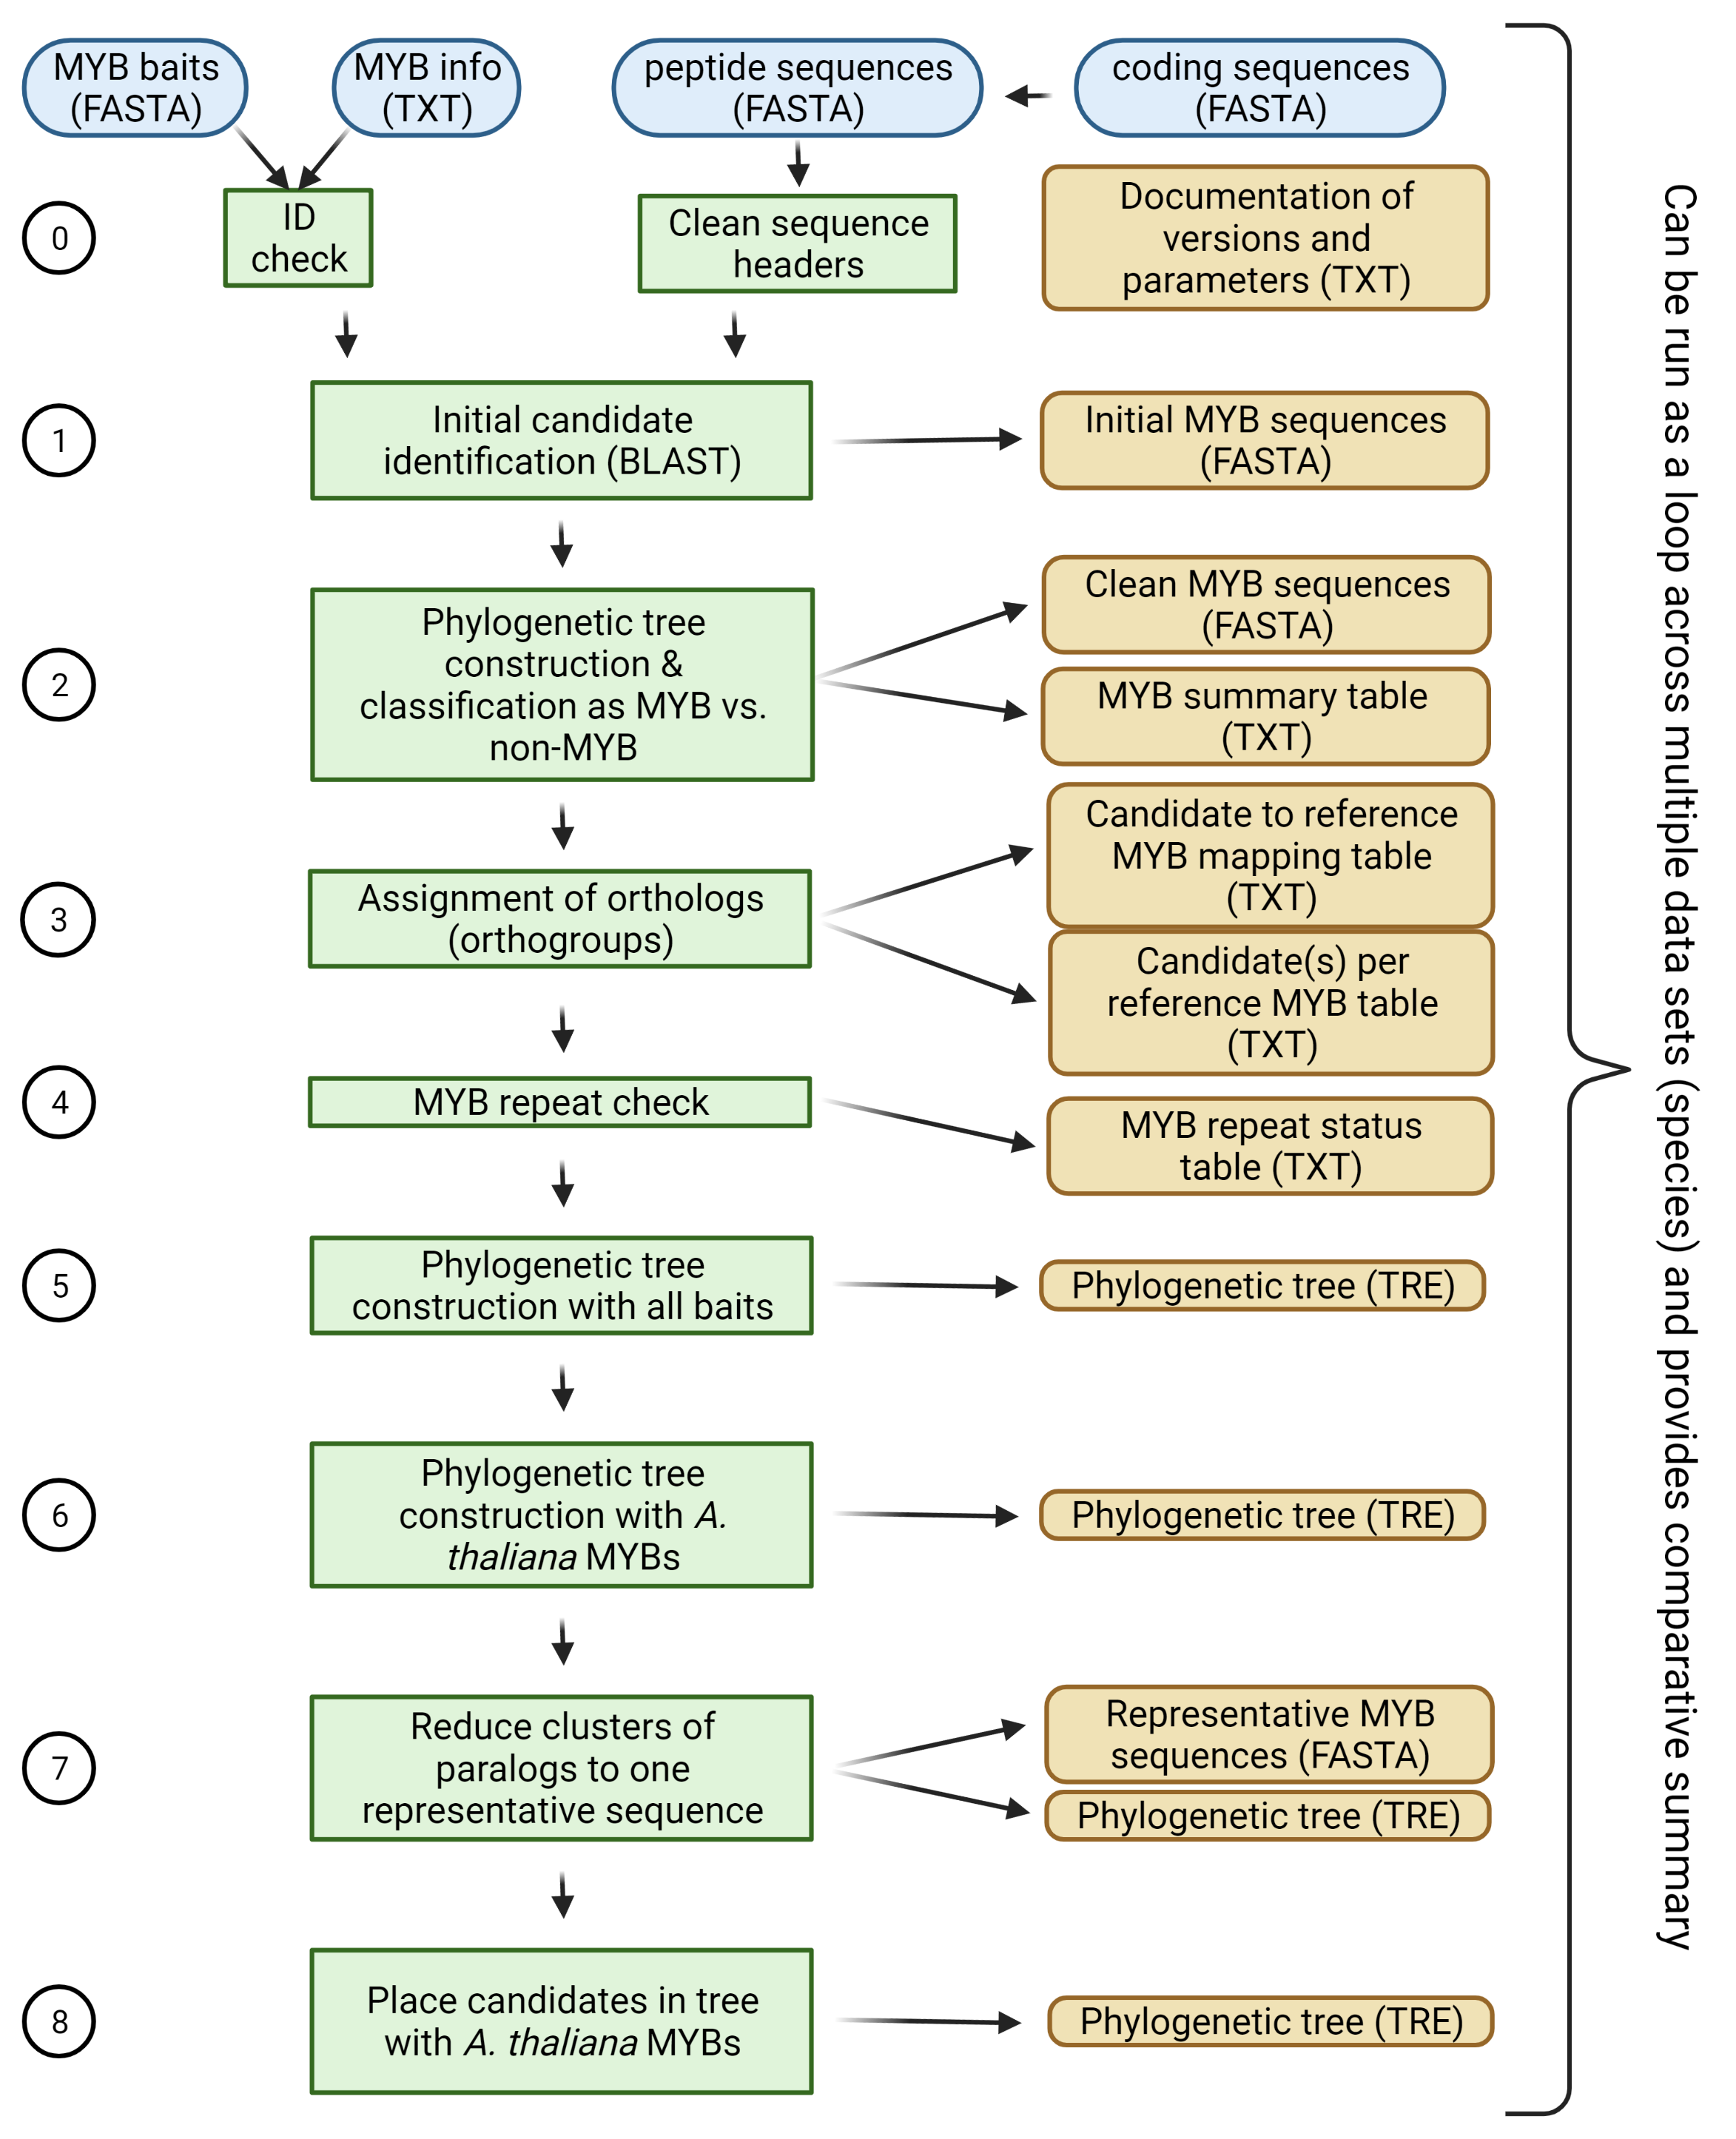 MYB baits
(FASTA)
MYB info
(TXT)
peptide sequences
(FASTA)
coding sequences
(FASTA)
0
ID
check
Clean sequence
headers
Documentation of
versions and
parameters (TXT)
1
Initial candidate
identification (BLAST)
Initial MYB sequences
(FASTA)
2
Phylogenetic tree
construction &
classification as MYB vs.
non-MYB
Clean MYB sequences
(FASTA)
MYB summary table
(TXT)
3
Assignment of orthologs
(orthogroups)
Candidate to reference
MYB mapping table
(TXT)
Candidate(s) per
reference MYB table
(TXT)
4
MYB repeat check
MYB repeat status
table (TXT)
5
Phylogenetic tree
construction with all baits
Phylogenetic tree (TRE)
6
Phylogenetic tree
construction with A.
thaliana MYBs
Phylogenetic tree (TRE)
7
Reduce clusters of
paralogs to one
representative sequence
Representative MYB
sequences (FASTA)
Phylogenetic tree (TRE)
8
Place candidates in tree
with A. thaliana MYBs
Phylogenetic tree (TRE)
Can be run as a loop across multiple data sets (species) and provides comparative summary